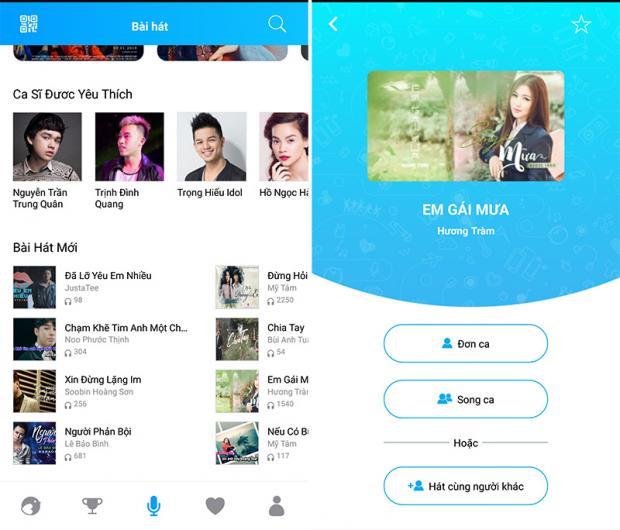 Bài hát
30.01.2018
Ca Sĩ Được Yêu Thích
Nguyễn Trần
Trung Quân
Trịnh Đình
Quang
Trọng Hiếu Idol
Hồ Ngọc Hà
Bài Hát Mới
Đã Lỡ Yêu Em Nhiều
JustaTee
98
Chạm Khẽ Tim Anh Một Ch...
Noo Phước Thịnh
304
Xin Đừng Lặng Im
Soobin Hoàng Sơn
256
Người Phản Bội
Lê Bảo Bình
681
Đừng Hỏi
Mỹ Tâm
2250
Chia Tay
Bùi Anh Tu
54
Em Gái M
Hương Tràm
1540
Nếu Có B
Mỹ Tâm
117
Mưa
EM GÁI MƯA
Hương Tràm
Đơn ca
Song ca
Hoặc
Hát cùng người khác